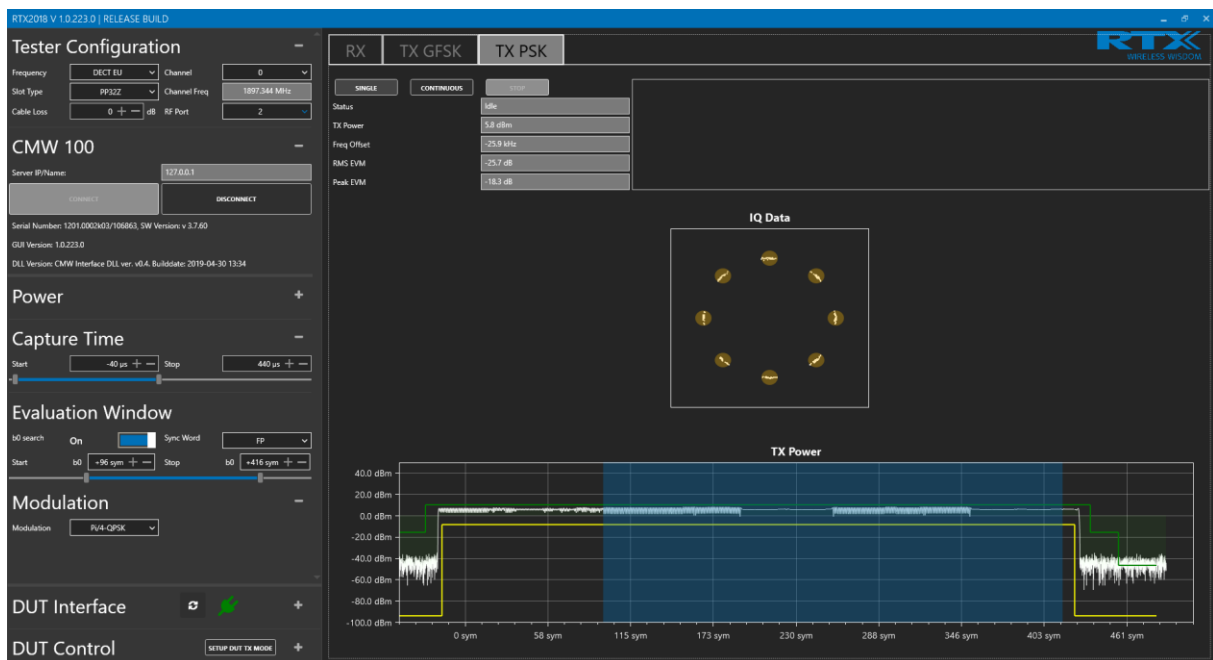 RTX2018 V 1.0.223.0 | RELEASE BUILD
Tester Configuration
Frequency DECT EU Channel 0
Slot Type PP32Z Channel Freq 1897.344 MHz
Cable Loss 0 dB RF Port 2
CMW 100
Server IP/Name: 127.0.0.1
CONNECT DISCONNECT
Serial Number: 1201.0002k03/106863, SW Version: v 3.7.60
GUI Version: 1.0.223.0
DLL Version: CMW Interface DLL ver. v0.4. Builddate: 2019-04-30 13:34
Power
Capture Time
Start -40 µs Stop 440 µs
Evaluation Window
b0 search On Sync Word FP
Start b0 +96 sym Stop b0 +416 sym
Modulation
Modulation Pi/4-QPSK
DUT Interface
DUT Control SETUP DUT TX MODE
RX TX GFSK TX PSK
RTX
WIRELESS WISDOM
SINGLE CONTINUOUS STOP
Status Idle
TX Power 5.8 dBm
Freq Offset -25.9 kHz
RMS EVM -25.7 dB
Peak EVM -18.3 dB
IQ Data
TX Power
40.0 dBm
20.0 dBm
0.0 dBm
-20.0 dBm
-40.0 dBm
-60.0 dBm
-80.0 dBm
-100.0 dBm
0 sym 58 sym 115 sym 173 sym 230 sym 288 sym 346 sym 403 sym 461 sym